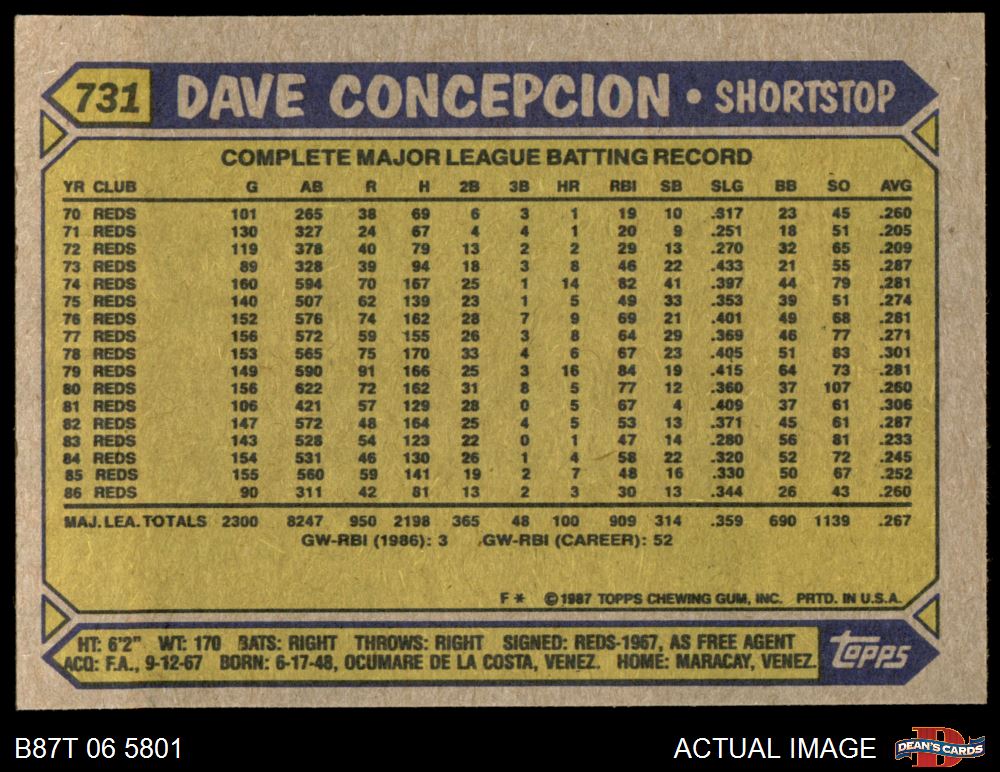 731 DAVE CONCEPCION • SHORTSTOP
COMPLETE MAJOR LEAGUE BATTING RECORD
YR CLUB G AB R H 2B 3B HR RBI SB SLG BB SO AVG
70 REDS 101 265 38 69 6 3 1 19 10 .317 23 45 .260
71 REDS 130 327 24 67 4 4 1 20 9 .251 18 51 .205
72 REDS 119 378 40 79 13 2 2 29 13 .270 32 65 .209
73 REDS 89 328 39 94 18 3 8 46 22 .433 21 55 .287
74 REDS 160 594 70 167 25 1 14 82 41 .397 44 79 .281
75 REDS 140 507 62 139 23 1 5 49 33 .353 39 51 .274
76 REDS 152 576 74 162 28 7 9 69 21 .401 49 68 .281
77 REDS 156 572 59 155 26 3 8 64 29 .369 46 77 .271
78 REDS 153 565 75 170 33 4 6 67 23 .405 51 83 .301
79 REDS 149 590 91 166 25 3 16 84 19 .415 64 73 .281
80 REDS 156 622 72 162 31 8 5 77 12 .360 37 107 .260
81 REDS 106 421 57 129 28 0 5 67 4 .409 37 61 .306
82 REDS 147 572 48 164 25 4 5 53 13 .371 45 61 .287
83 REDS 143 528 54 123 22 0 1 47 14 .280 56 81 .233
84 REDS 154 531 46 130 26 1 4 58 22 .320 52 72 .245
85 REDS 155 560 59 141 19 2 7 48 16 .330 50 67 .252
86 REDS 90 311 42 81 13 2 3 30 13 .344 26 43 .260
MAJ. LEA. TOTALS 2300 8247 950 2198 365 48 100 909 314 .359 690 1139 .267
GW-RBI (1986): 3 GW-RBI (CAREER): 52
F * © 1987 TOPPS CHEWING GUM, INC. PRTD. IN U.S.A.
HT: 6'2" WT: 170 BATS: RIGHT THROWS: RIGHT SIGNED: REDS-1967, AS FREE AGENT
ACQ: F.A., 9-12-67 BORN: 6-17-48, OCUMARE DE LA COSTA, VENEZ. HOME: MARACAY, VENEZ.
TOPPS
B87T 06 5801 ACTUAL IMAGE DEAN'S CARDS